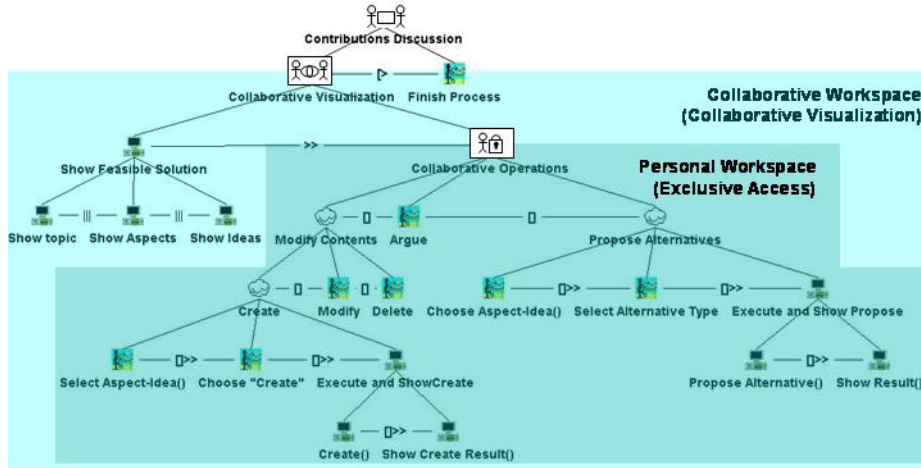 Contributions Discussion
[>
Collaborative Visualization Finish Process
Collaborative Workspace
(Collaborative Visualization)
>>
Show Feasible Solution Collaborative Operations
Personal Workspace
(Exclusive Access)
||| ||| [] []
Show topic Show Aspects Show Ideas Modify Contents Argue Propose Alternatives
[] [] []>> []>>
Create Modify Delete Choose Aspect-Idea() Select Alternative Type Execute and Show Propose
[]>> []>> []>>
Select Aspect-Idea() Choose "Create" Execute and ShowCreate Propose Alternative() Show Result()
[]>>
Create() Show Create Result()